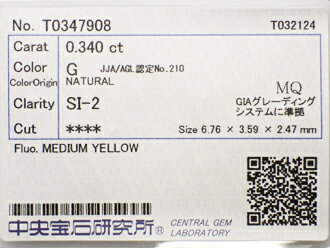 No. T0347908 T032124
Carat 0.340 ct
Color G JJA/AGL認定No.210
ColorOrigin NATURAL MQ
Clarity SI-2 GIAグレーディング
システムに準拠
Cut **** Size 6.76 × 3.59 × 2.47 mm
Fluo. MEDIUM YELLOW
中央宝石研究所® CENTRAL GEM
LABORATORY